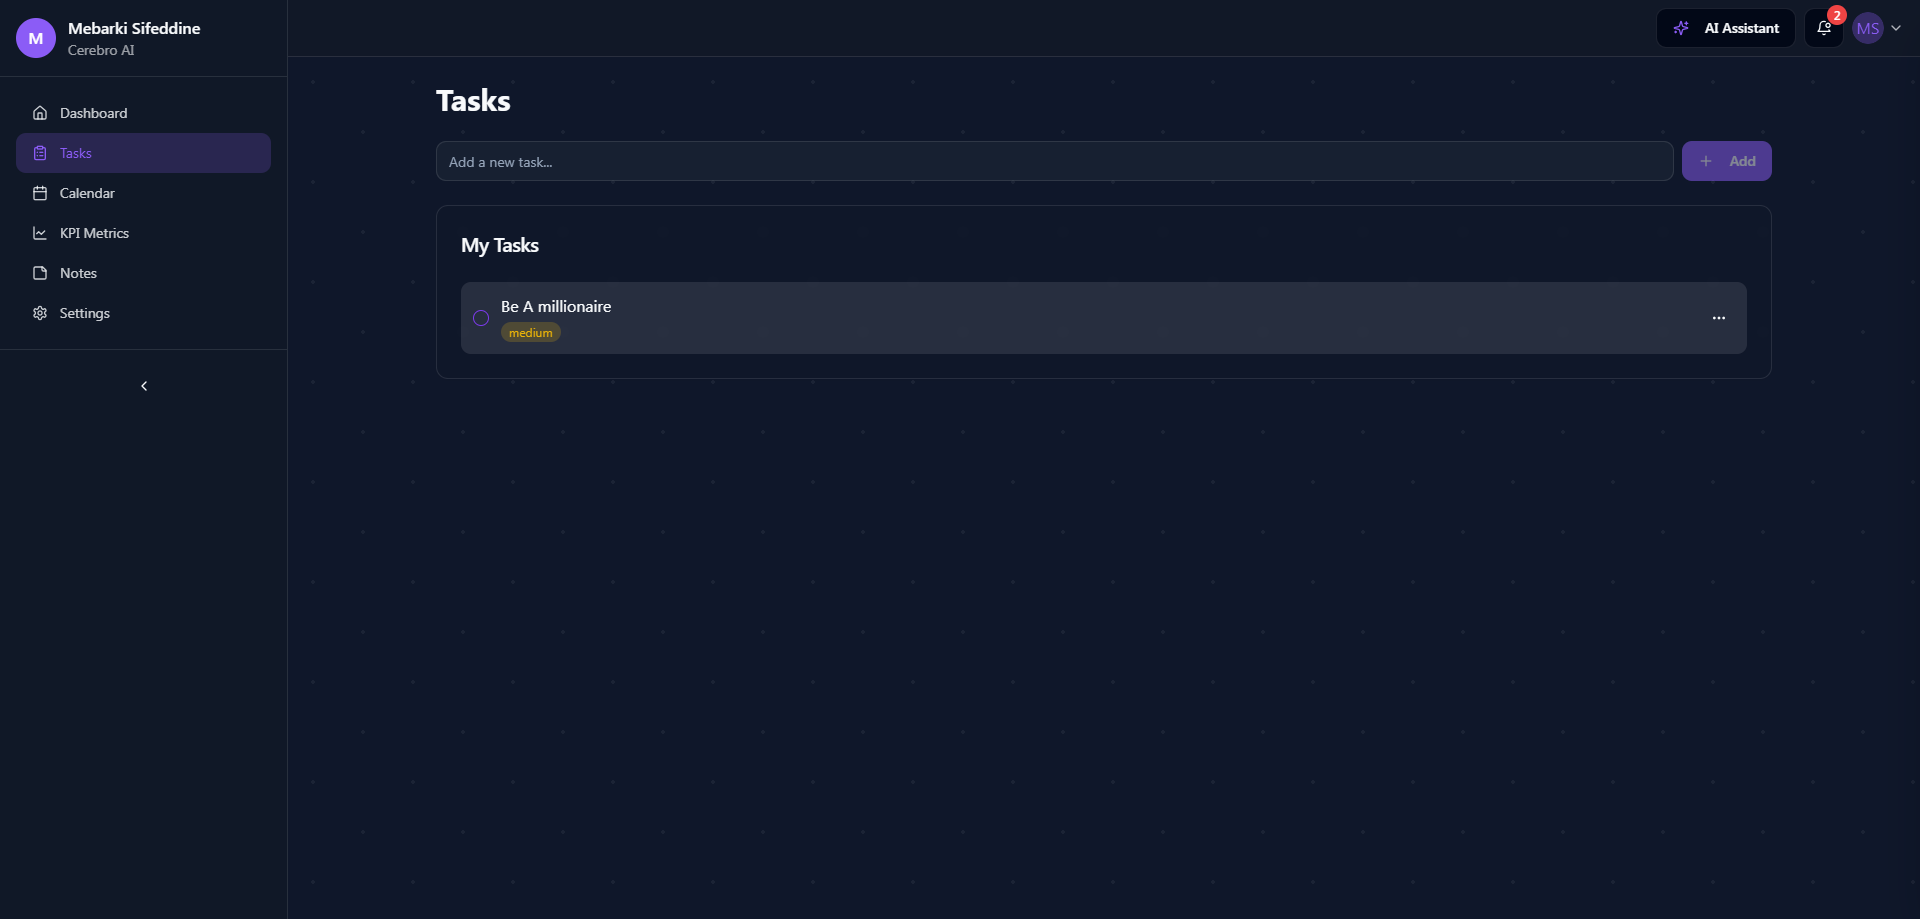 M
Mebarki Sifeddine
Cerebro AI
Dashboard
Tasks
Calendar
KPI Metrics
Notes
Settings
AI Assistant
2
MS
Tasks
Add a new task...
Add
My Tasks
Be A millionaire
medium